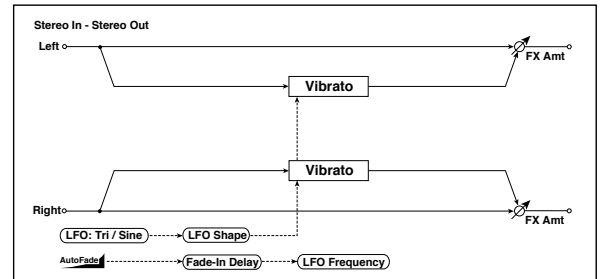 Stereo In - Stereo Out
Left
FX Amt
Vibrato
Vibrato
Right
FX Amt
LFO: Tri / Sine
LFO Shape
AutoFade
Fade-In Delay
LFO Frequency